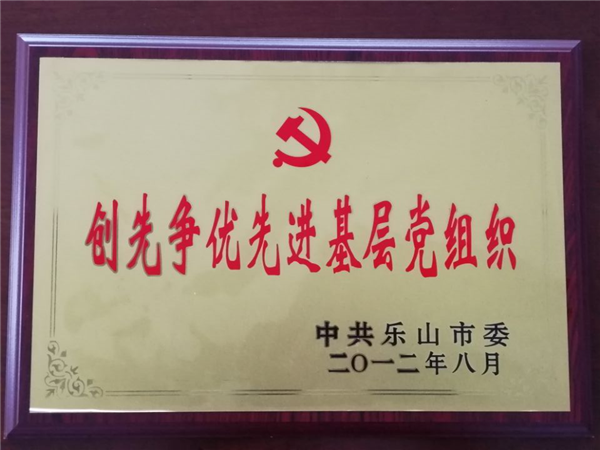 创先争优先进基层党组织
中共乐山市委
二〇一二年八月